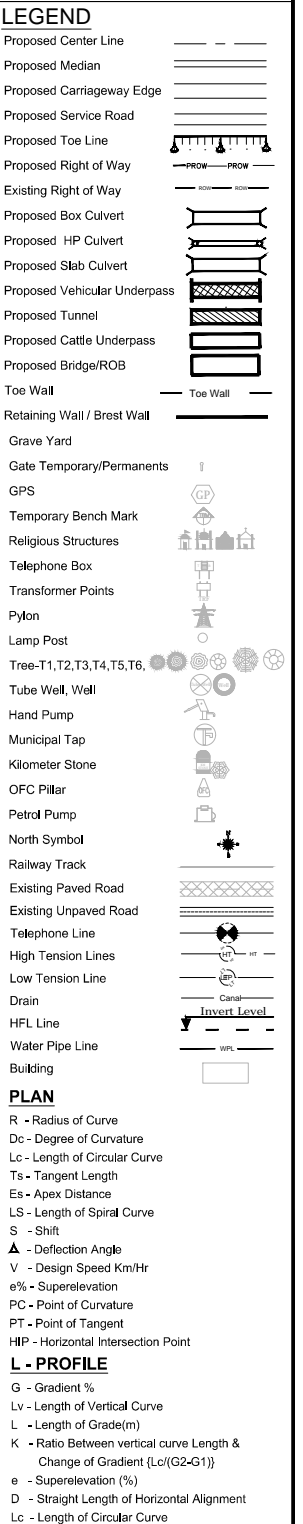 LEGEND
Proposed Center Line
Proposed Median
Proposed Carriageway Edge
Proposed Service Road
Proposed Toe Line
Proposed Right of Way PROW PROW
Existing Right of Way ROW ROW
Proposed Box Culvert
Proposed HP Culvert
Proposed Slab Culvert
Proposed Vehicular Underpass
Proposed Tunnel
Proposed Cattle Underpass
Proposed Bridge/ROB
Toe Wall Toe Wall
Retaining Wall / Brest Wall
Grave Yard
Gate Temporary/Permanents
GPS GP
Temporary Bench Mark
Religious Structures
Telephone Box
Transformer Points
Pylon
Lamp Post
Tree-T1,T2,T3,T4,T5,T6,
Tube Well, Well
Hand Pump
Municipal Tap
Kilometer Stone
OFC Pillar OFC
Petrol Pump
North Symbol N
Railway Track
Existing Paved Road
Existing Unpaved Road
Telephone Line
High Tension Lines HT HT
Low Tension Line
Drain Canal
Invert Level
HFL Line
Water Pipe Line WPL
Building
PLAN
R - Radius of Curve
Dc - Degree of Curvature
Lc - Length of Circular Curve
Ts - Tangent Length
Es - Apex Distance
LS - Length of Spiral Curve
S - Shift
Δ - Deflection Angle
V - Design Speed Km/Hr
e% - Superelevation
PC - Point of Curvature
PT - Point of Tangent
HIP - Horizontal Intersection Point
L - PROFILE
G - Gradient %
Lv - Length of Vertical Curve
L - Length of Grade(m)
K - Ratio Between vertical curve Length &
Change of Gradient {Lc/(G2-G1)}
e - Superelevation (%)
D - Straight Length of Horizontal Alignment
Lc - Length of Circular Curve